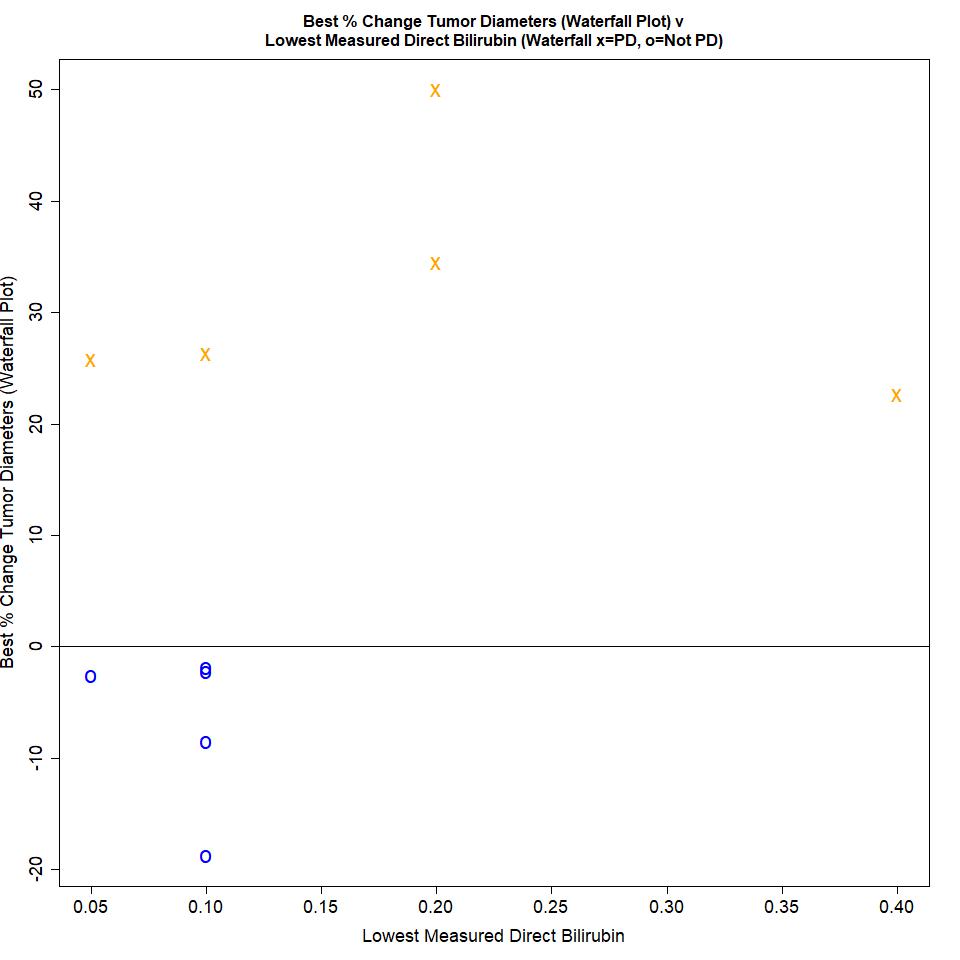 Best % Change Tumor Diameters (Waterfall Plot) v
Lowest Measured Direct Bilirubin (Waterfall x=PD, o=Not PD)
Best % Change Tumor Diameters (Waterfall Plot)
50
40
30
20
10
0
-10
-20
X
X
X
X
X
O
O
O
O
O
0.05 0.10 0.15 0.20 0.25 0.30 0.35 0.40
Lowest Measured Direct Bilirubin